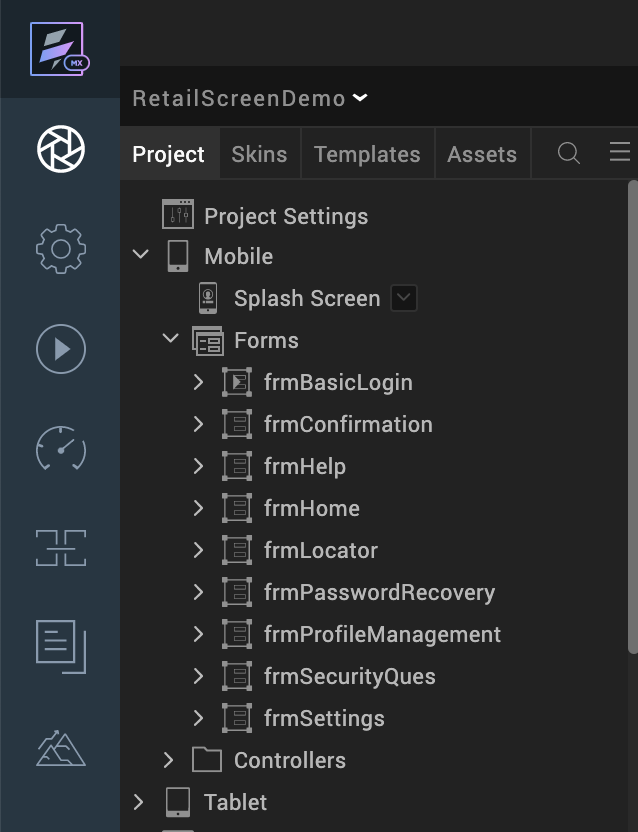 MX
RetailScreenDemo
Project Skins Templates Assets
Project Settings
Mobile
Splash Screen
Forms
frmBasicLogin
frmConfirmation
frmHelp
frmHome
frmLocator
frmPasswordRecovery
frmProfileManagement
frmSecurityQues
frmSettings
Controllers
Tablet